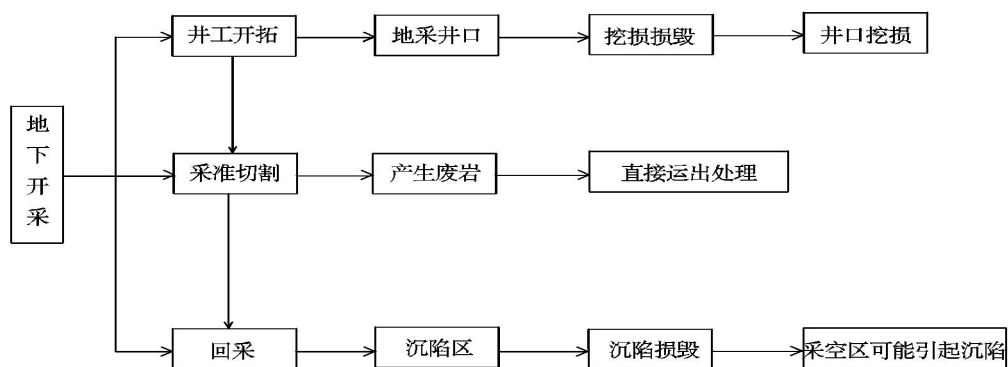 地下开采
井工开拓
地采井口
挖损损毁
井口挖损
采准切割
产生废岩
直接运出处理
回采
沉陷区
沉陷损毁
采空区可能引起沉陷